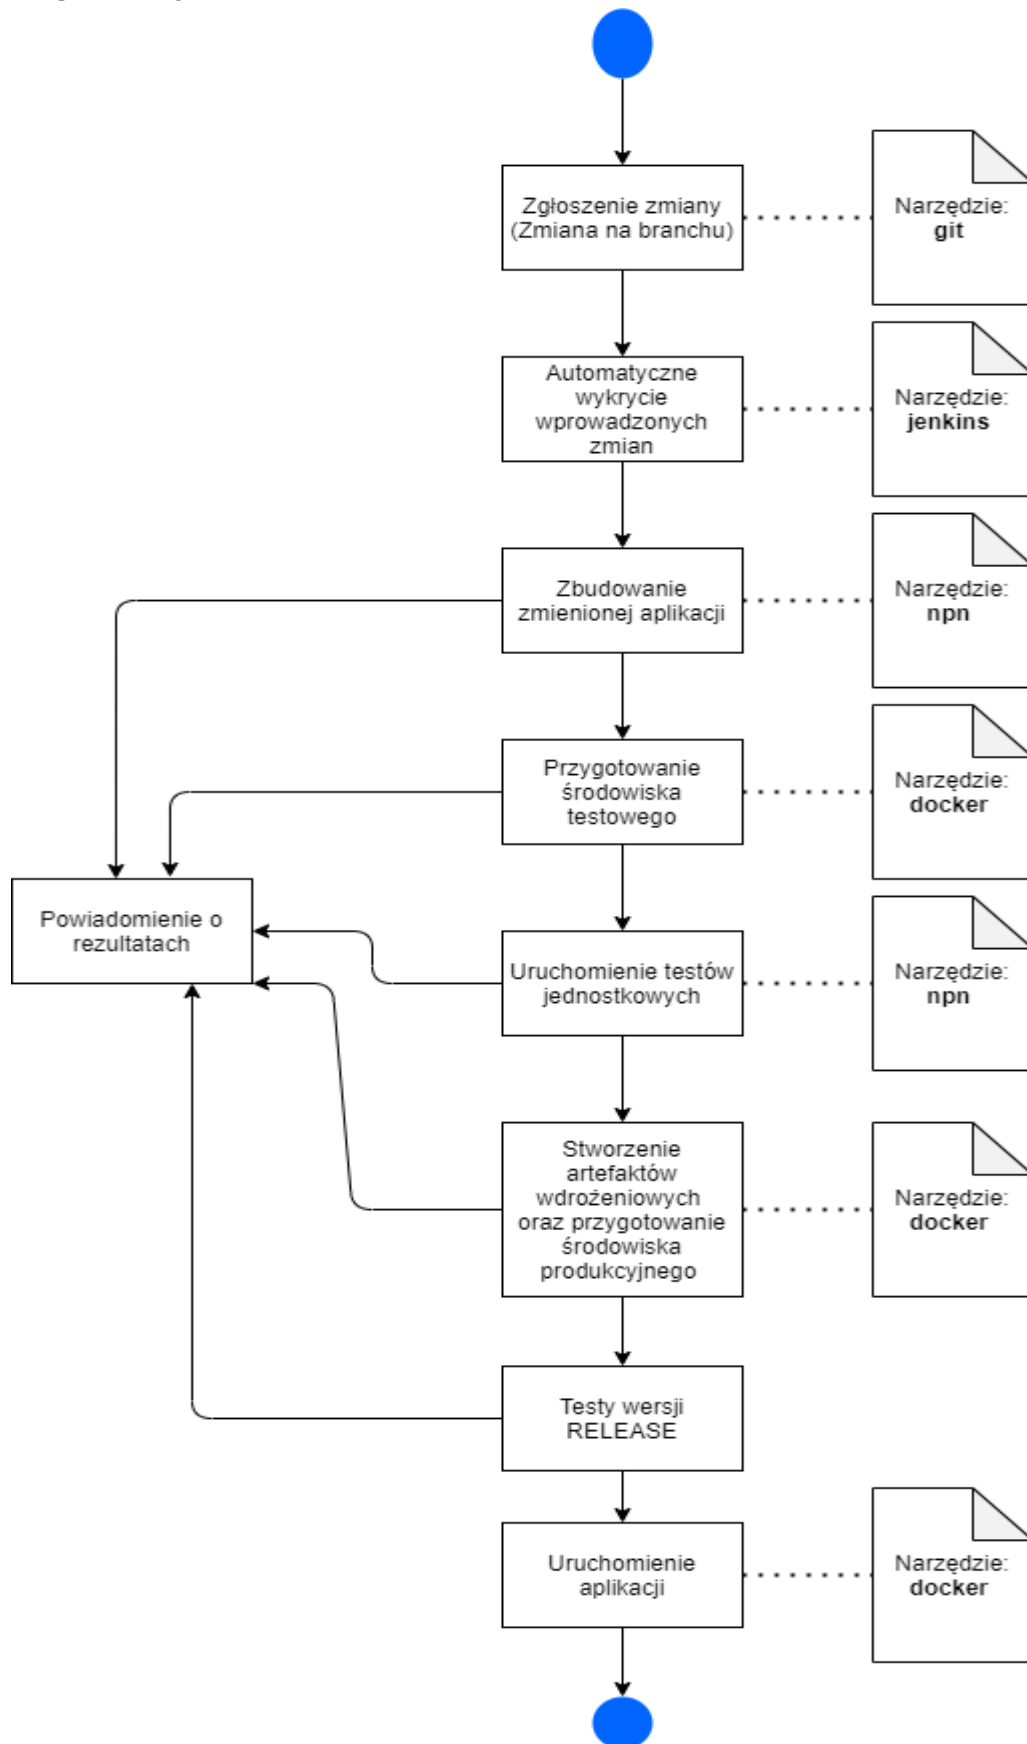 Zgłoszenie zmiany
(Zmiana na branchu)
Narzędzie:
git
Automatyczne
wykrycie
wprowadzonych
zmian
Narzędzie:
jenkins
Zbudowanie
zmienionej aplikacji
Narzędzie:
npn
Przygotowanie
środowiska
testowego
Narzędzie:
docker
Powiadomienie o
rezultatach
Uruchomienie testów
jednostkowych
Narzędzie:
npn
Stworzenie
artefaktów
wdrożeniowych
oraz przygotowanie
środowiska
produkcyjnego
Narzędzie:
docker
Testy wersji
RELEASE
Uruchomienie
aplikacji
Narzędzie:
docker